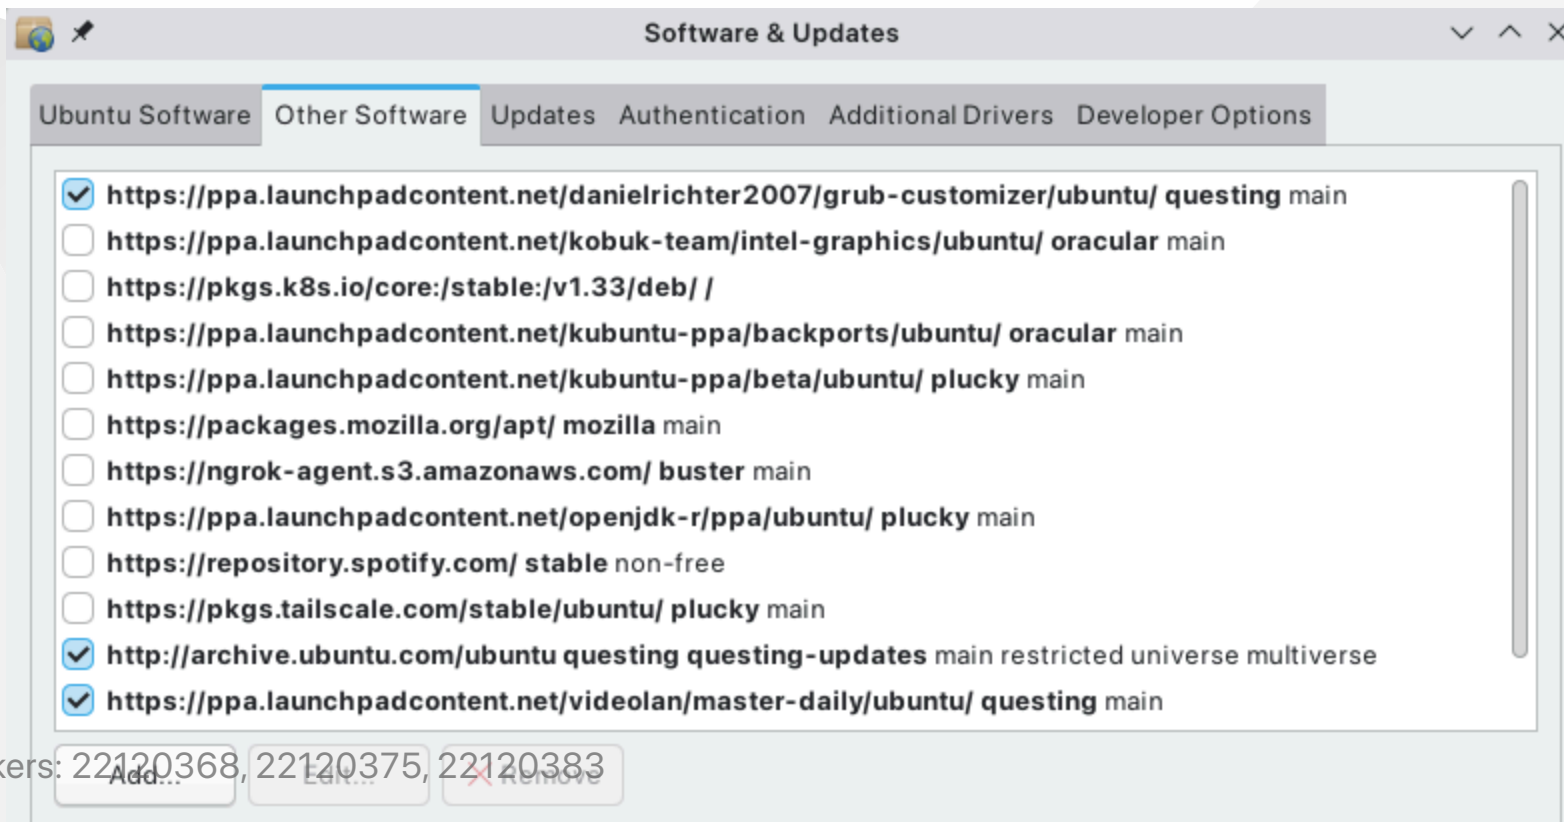 Software & Updates
Ubuntu Software Other Software Updates Authentication Additional Drivers Developer Options
https://ppa.launchpadcontent.net/danielrichter2007/grub-customizer/ubuntu/ questing main
https://ppa.launchpadcontent.net/kobuk-team/intel-graphics/ubuntu/ oracular main
https://pkgs.k8s.io/core:/stable:/v1.33/deb/ /
https://ppa.launchpadcontent.net/kubuntu-ppa/backports/ubuntu/ oracular main
https://ppa.launchpadcontent.net/kubuntu-ppa/beta/ubuntu/ plucky main
https://packages.mozilla.org/apt/ mozilla main
https://ngrok-agent.s3.amazonaws.com/ buster main
https://ppa.launchpadcontent.net/openjdk-r/ppa/ubuntu/ plucky main
https://repository.spotify.com/ stable non-free
https://pkgs.tailscale.com/stable/ubuntu/ plucky main
http://archive.ubuntu.com/ubuntu questing questing-updates main restricted universe multiverse
https://ppa.launchpadcontent.net/videolan/master-daily/ubuntu/ questing main
kers: 22120368, 22120375, 22120383
Add... Edit... Remove